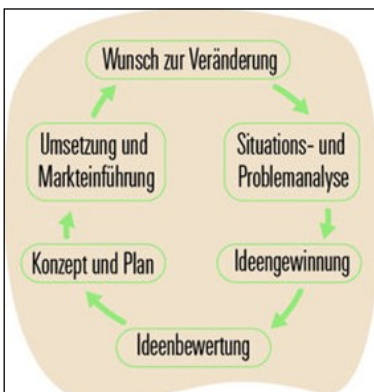 Wunsch zur Veränderung
Situations- und
Problemanalyse
Ideengewinnung
Ideenbewertung
Konzept und Plan
Umsetzung und
Markteinführung